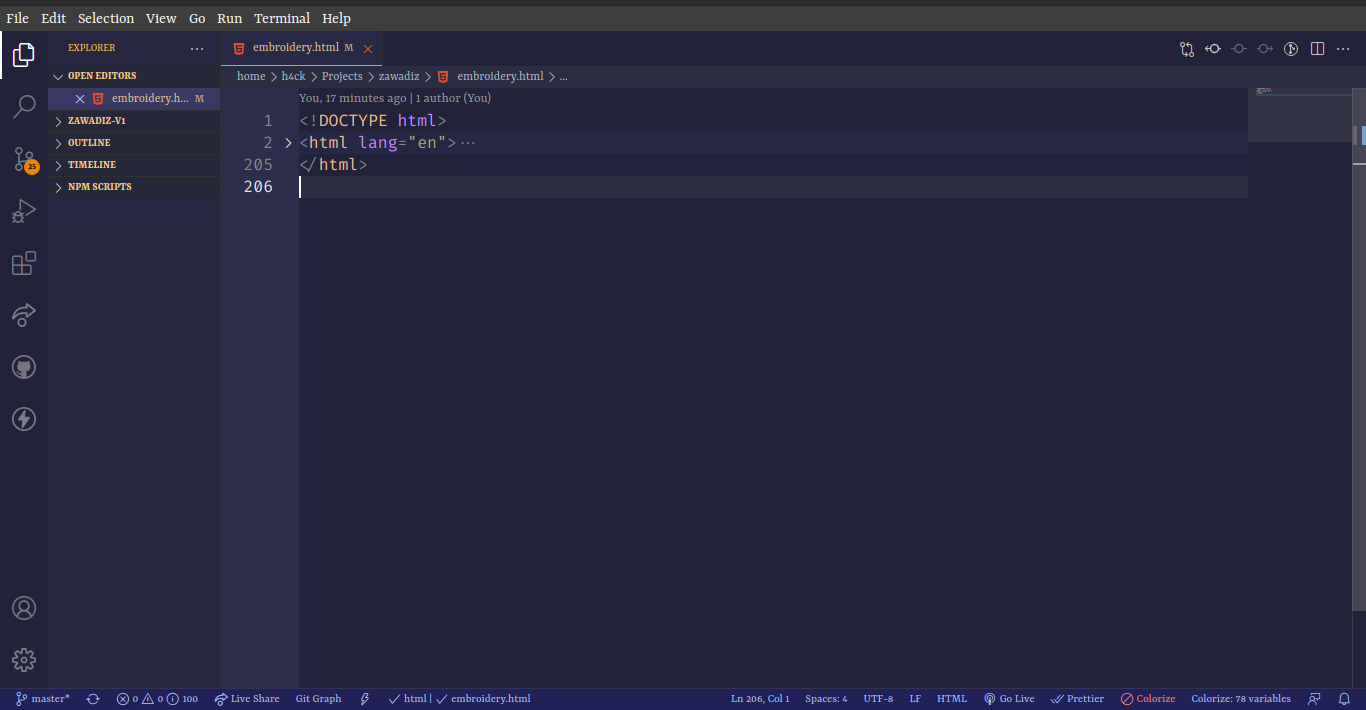 File Edit Selection View Go Run Terminal Help
EXPLORER ···
embroidery.html M
OPEN EDITORS
home > h4ck > Projects > zawadiz > embroidery.html > ...
embroidery.h... M
You, 17 minutes ago | 1 author (You)
ZAWADIZ-V1
1 <!DOCTYPE html>
OUTLINE
2 <html lang="en"> ···
25
TIMELINE
205 </html>
NPM SCRIPTS
206
master* 0 0 100 Live Share Git Graph html | embroidery.html Ln 206, Col 1 Spaces: 4 UTF-8 LF HTML Go Live Prettier Colorize Colorize: 78 variables